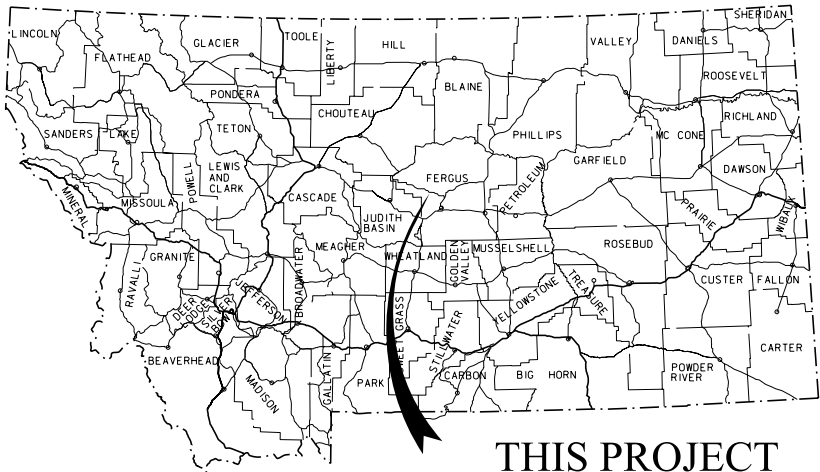 LINCOLN
FLATHEAD
GLACIER
TOOLE
LIBERTY
HILL
BLAINE
VALLEY
DANIELS
SHERIDAN
ROOSEVELT
PONDERA
CHOUTEAU
PHILLIPS
RICHLAND
MC CONE
SANDERS
LAKE
TETON
LEWIS
AND
CLARK
POWELL
CASCADE
FERGUS
PETROLEUM
GARFIELD
DAWSON
WIBAUX
PRAIRIE
MINERAL
MISSOULA
JUDITH
BASIN
MEAGHER
WHEATLAND
GOLDEN
VALLEY
MUSSELSHELL
ROSEBUD
GRANITE
RAVALLI
DEER
LODGE
SILVER
BOW
JEFFERSON
BROADWATER
CUSTER
FALLON
TREASURE
YELLOWSTONE
SWEET GRASS
STILLWATER
BEAVERHEAD
MADISON
GALLATIN
PARK
CARBON
BIG HORN
POWDER
RIVER
CARTER
THIS PROJECT